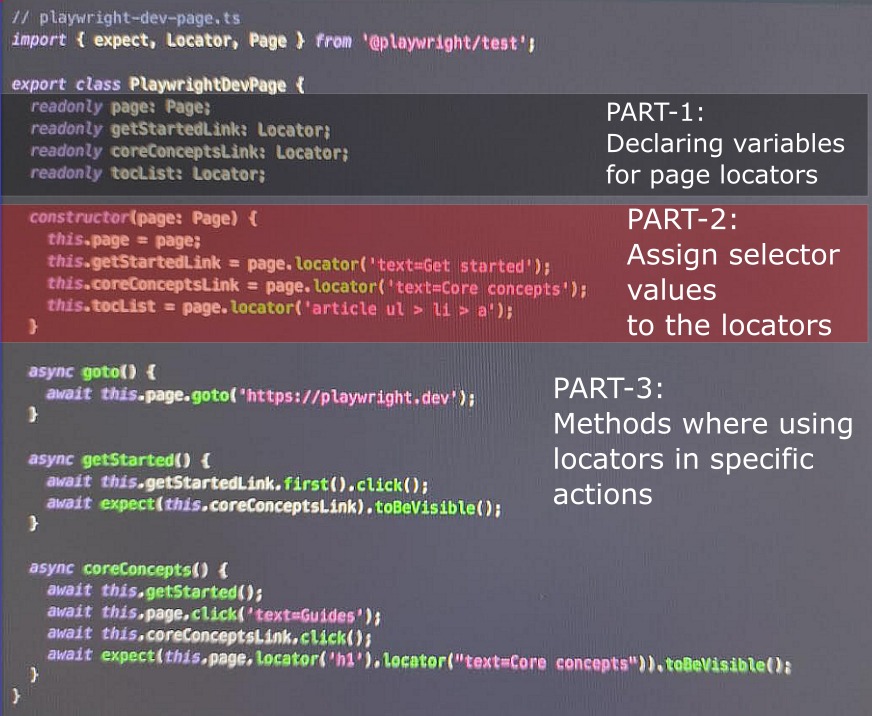 // playwright-dev-page.ts
import { expect, Locator, Page } from '@playwright/test';
export class PlaywrightDevPage {
readonly page: Page;
readonly getStartedLink: Locator;
readonly coreConceptsLink: Locator;
readonly tocList: Locator;
PART-1:
Declaring variables
for page locators
constructor(page: Page) {
this.page = page;
this.getStartedLink = page.locator('text=Get started');
this.coreConceptsLink = page.locator('text=Core concepts');
this.tocList = page.locator('article ul > li > a');
}
PART-2:
Assign selector
values
to the locators
async goto() {
await this.page.goto('https://playwright.dev');
}
async getStarted() {
await this.getStartedLink.first().click();
await expect(this.coreConceptsLink).toBeVisible();
}
PART-3:
Methods where using
locators in specific
actions
async coreConcepts() {
await this.getStarted();
await this.page.click('text=Guides');
await this.coreConceptsLink.click();
await expect(this.page.locator('h1').locator("text=Core concepts")).toBeVisible();
}
}